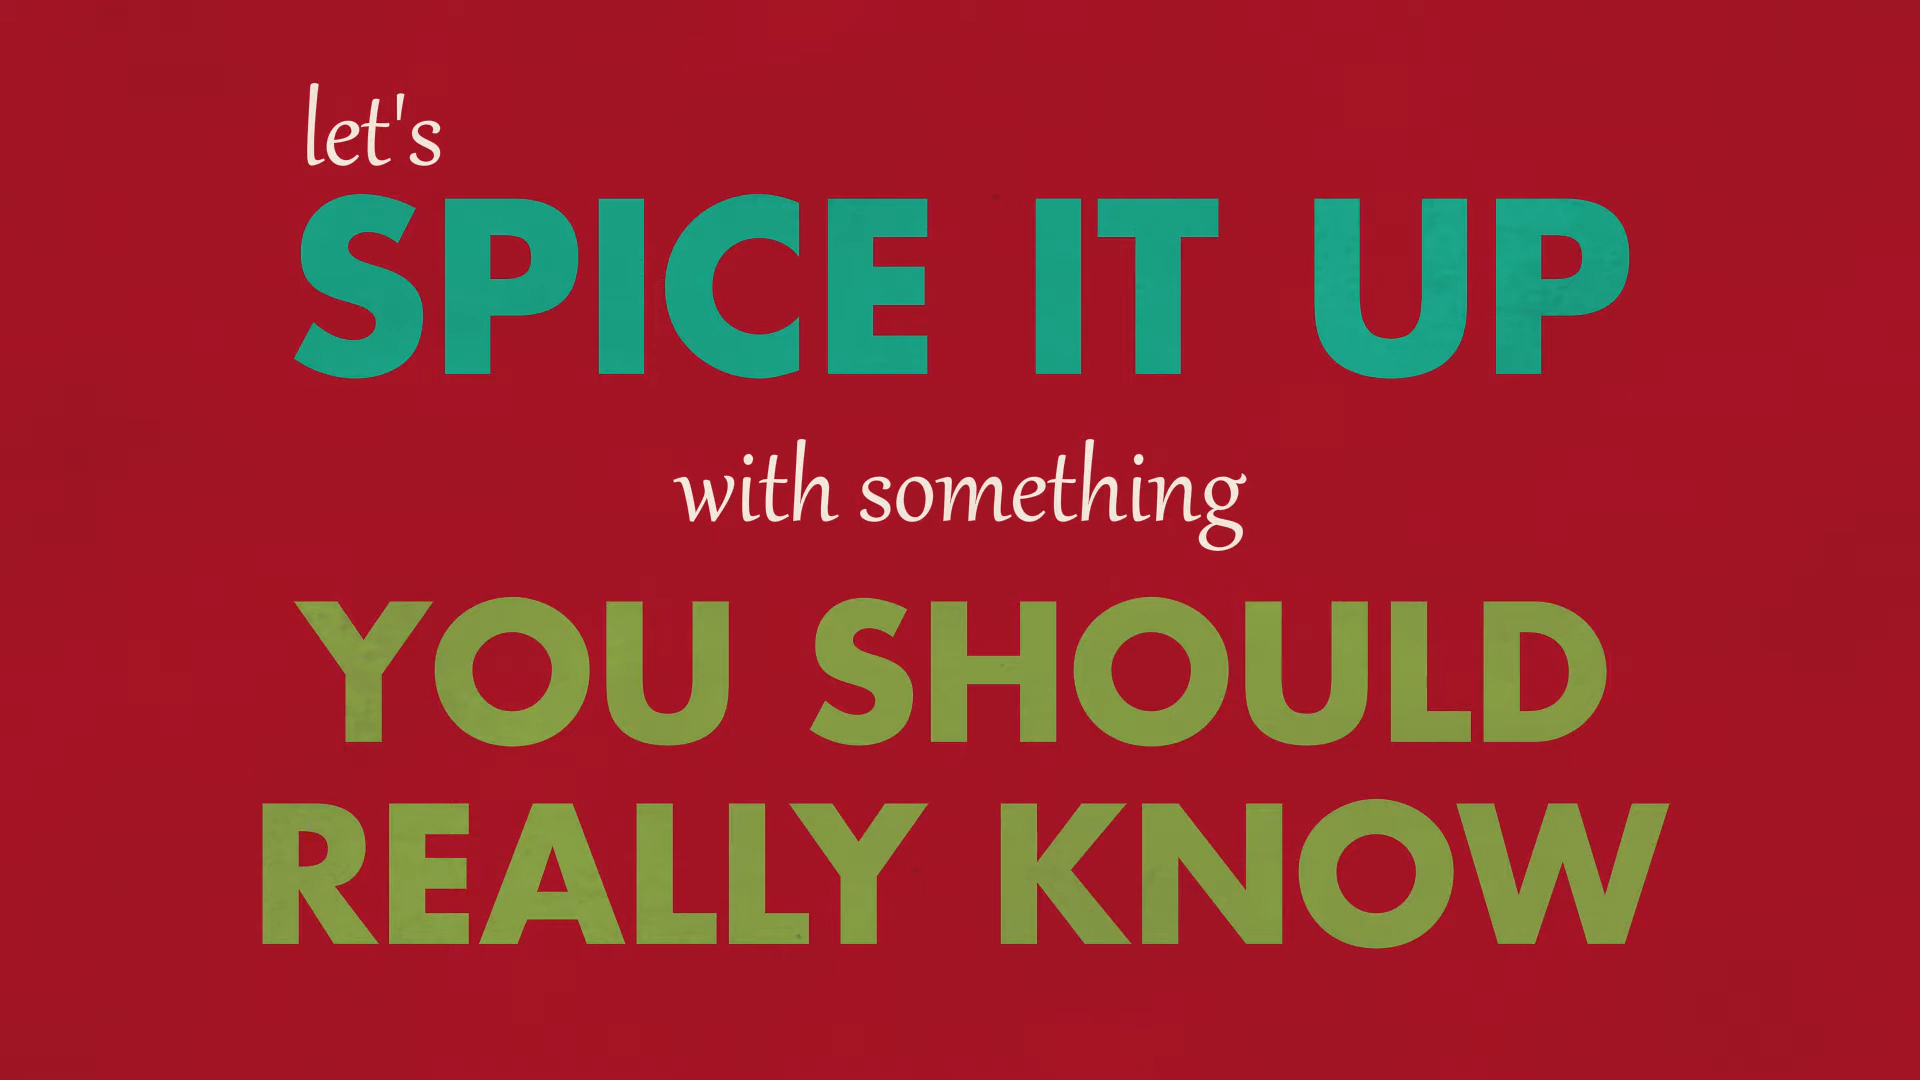 let's
SPICE IT UP
with something
YOU SHOULD
REALLY KNOW